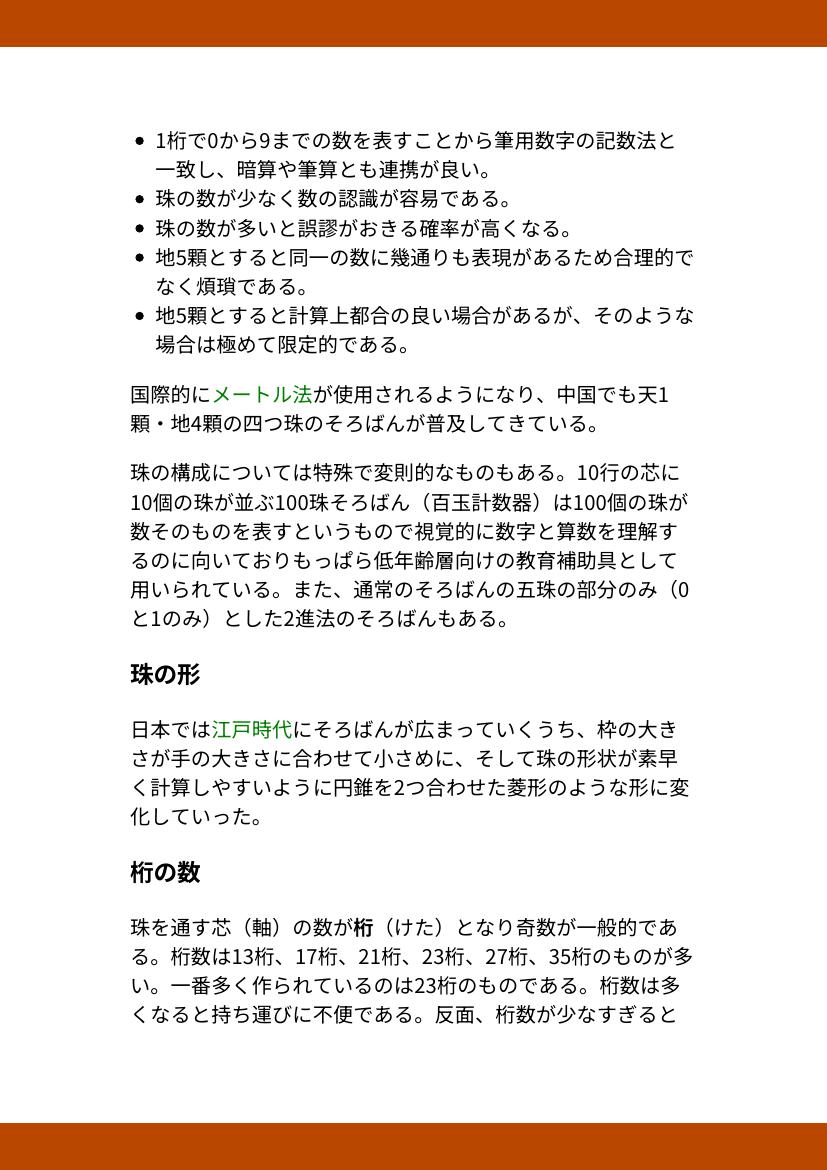 1桁で0から9までの数を表すことから筆用数字の記数法と
一致し、暗算や筆算とも連携が良い。
珠の数が少なく数の認識が容易である。
珠の数が多いと誤謬がおきる確率が高くなる。
地5顆とすると同一の数に幾通りも表現があるため合理的で
なく煩瑣である。
地5顆とすると計算上都合の良い場合があるが、そのような
場合は極めて限定的である。
国際的にメートル法が使用されるようになり、中国でも天1
顆・地4顆の四つ珠のそろばんが普及してきている。
珠の構成については特殊で変則的なものもある。10行の芯に
10個の珠が並ぶ100珠そろばん（百玉計数器）は100個の珠が
数そのものを表すというもので視覚的に数字と算数を理解す
るのに向いておりもっぱら低年齢層向けの教育補助具として
用いられている。また、通常のそろばんの五珠の部分のみ（0
と1のみ）とした2進法のそろばんもある。
珠の形
日本では江戸時代にそろばんが広まっていくうち、枠の大き
さが手の大きさに合わせて小さめに、そして珠の形状が素早
く計算しやすいように円錐を2つ合わせた菱形のような形に変
化していった。
桁の数
珠を通す芯（軸）の数が桁（けた）となり奇数が一般的であ
る。桁数は13桁、17桁、21桁、23桁、27桁、35桁のものが多
い。一番多く作られているのは23桁のものである。桁数は多
くなると持ち運びに不便である。反面、桁数が少なすぎると